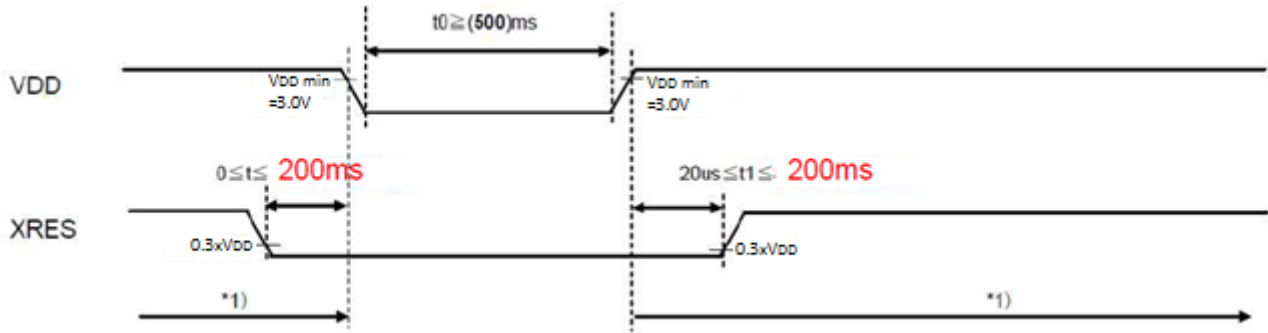 t0≧(500)ms
VDD
VDD min
=3.0V
VDD min
=3.0V
0≦t≦ 200ms
20us≦t1≦. 200ms
XRES
0.3xVDD
0.3xVDD
*1)
*1)